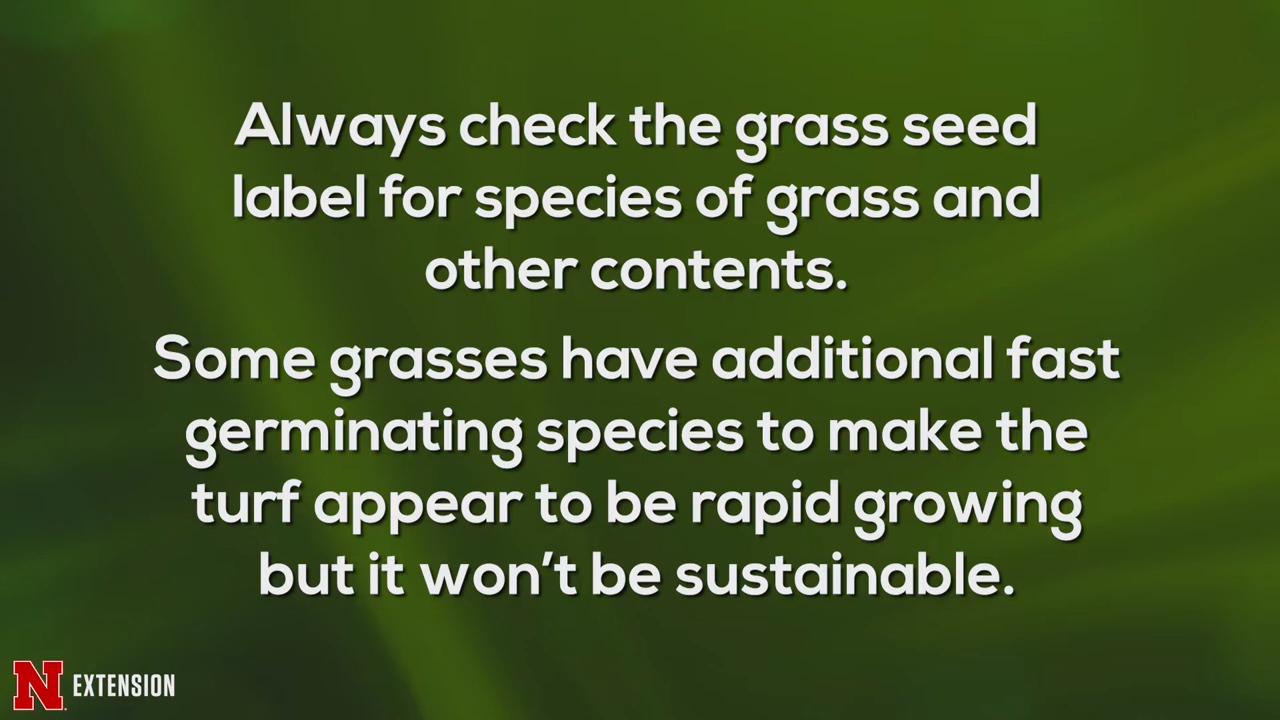 Always check the grass seed
label for species of grass and
other contents.
Some grasses have additional fast
germinating species to make the
turf appear to be rapid growing
but it won’t be sustainable.
N EXTENSION